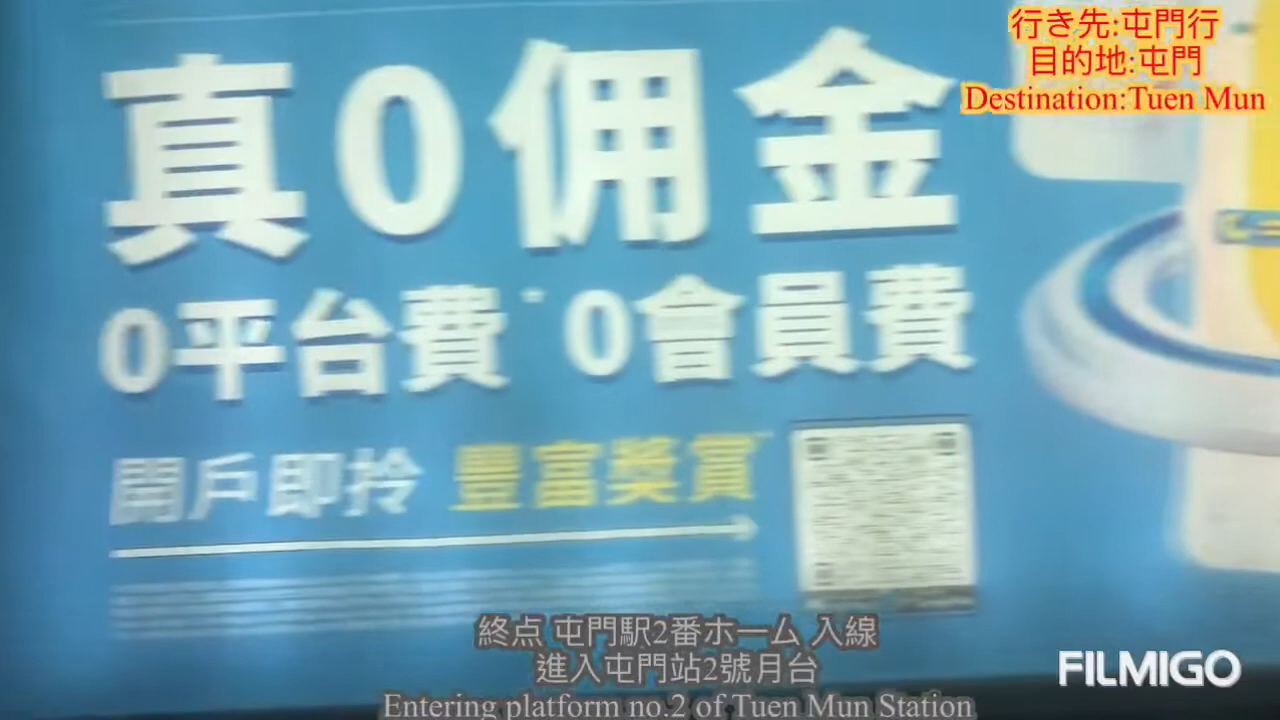 行き先:屯門行
目的地:屯門
Destination:Tuen Mun
真0佣金
0平台費* 0會員費
開戶即拎 豐富獎賞
終点 屯門駅2番ホーム 入線
進入屯門站2號月台
Entering platform no.2 of Tuen Mun Station
FILMIGO